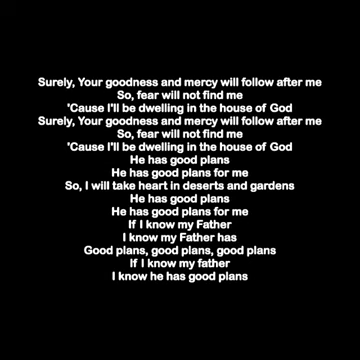 Surely, Your goodness and mercy will follow after me
So, fear will not find me
'Cause I'll be dwelling in the house of God
Surely, Your goodness and mercy will follow after me
So, fear will not find me
'Cause I'll be dwelling in the house of God
He has good plans
He has good plans for me
So, I will take heart in deserts and gardens
He has good plans
He has good plans for me
If I know my Father
I know my Father has
Good plans, good plans, good plans
If I know my father
I know he has good plans